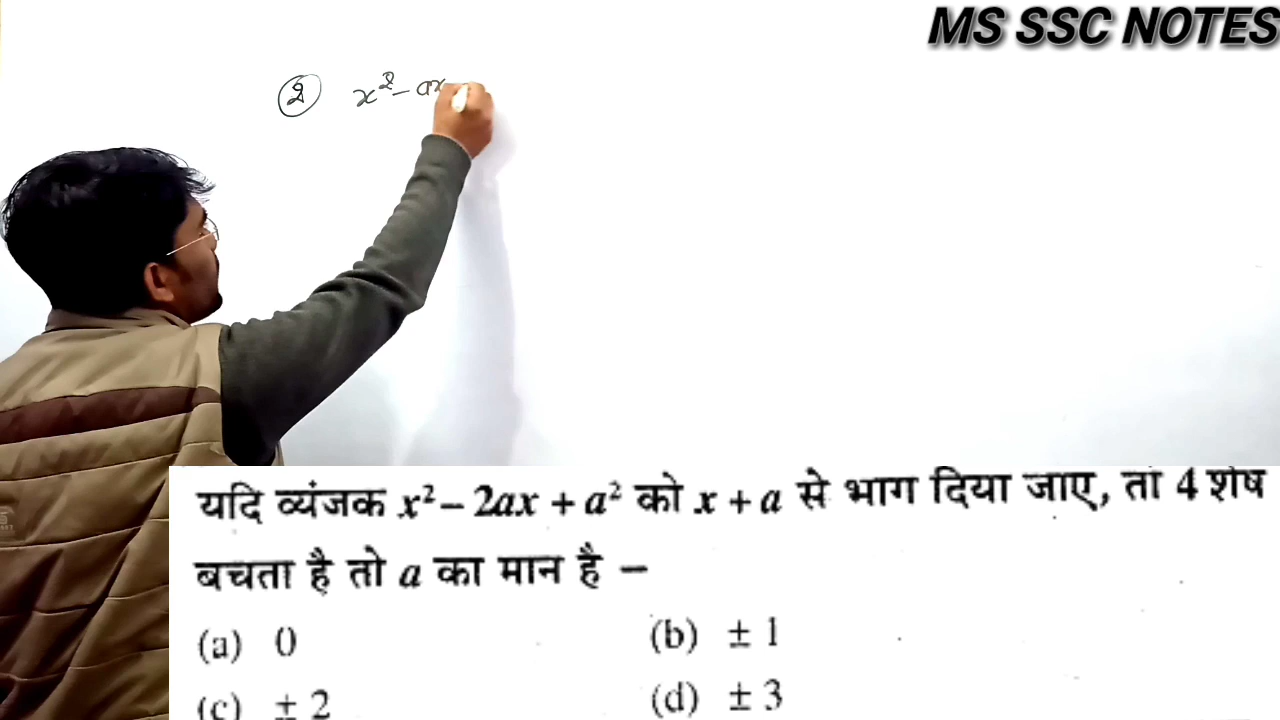 MS SSC NOTES
② x² – ax
यदि व्यंजक x² – 2ax + a² को x + a से भाग दिया जाए, तो 4 शेष
बचता है तो a का मान है –
(a) 0 (b) ± 1
(c) ± 2 (d) ± 3